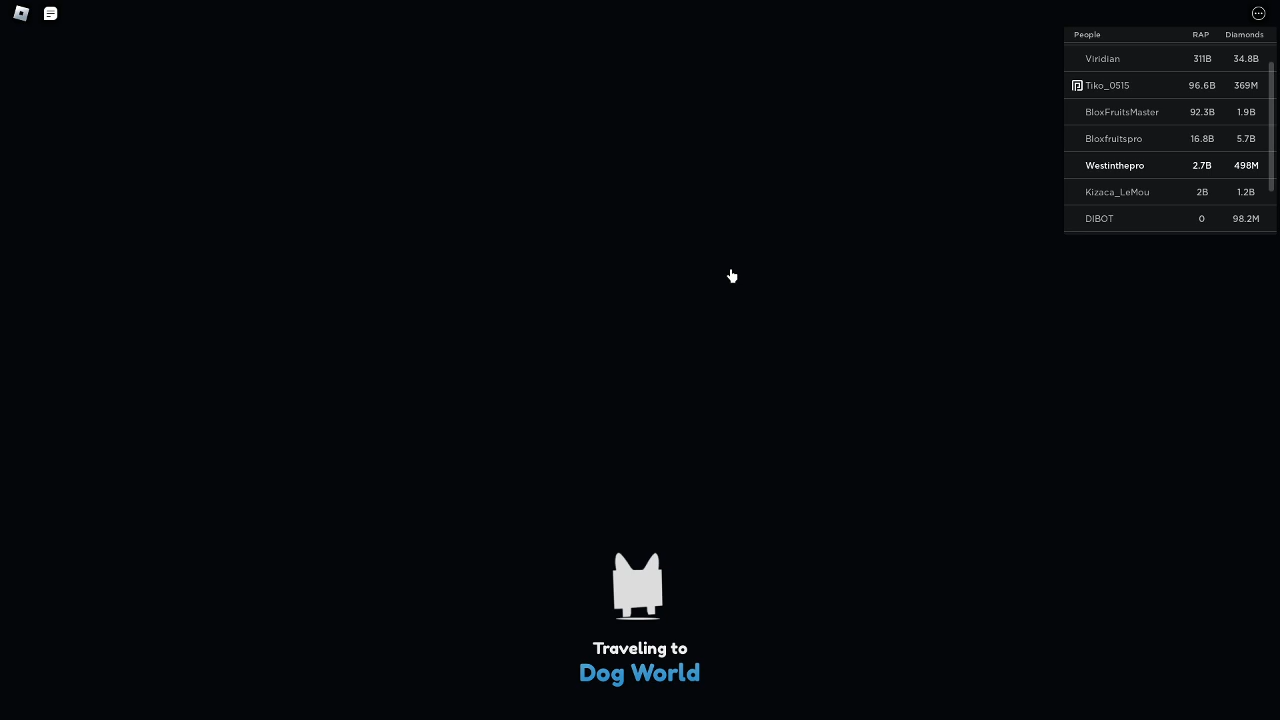 People RAP Diamonds
Viridian 311B 34.8B
Tiko_0515 96.6B 369M
BloxFruitsMaster 92.3B 1.9B
Bloxfruitspro 16.8B 5.7B
Westinthepro 2.7B 498M
Kizaca_LeMou 2B 1.2B
DIBOT 0 98.2M
Traveling to
Dog World